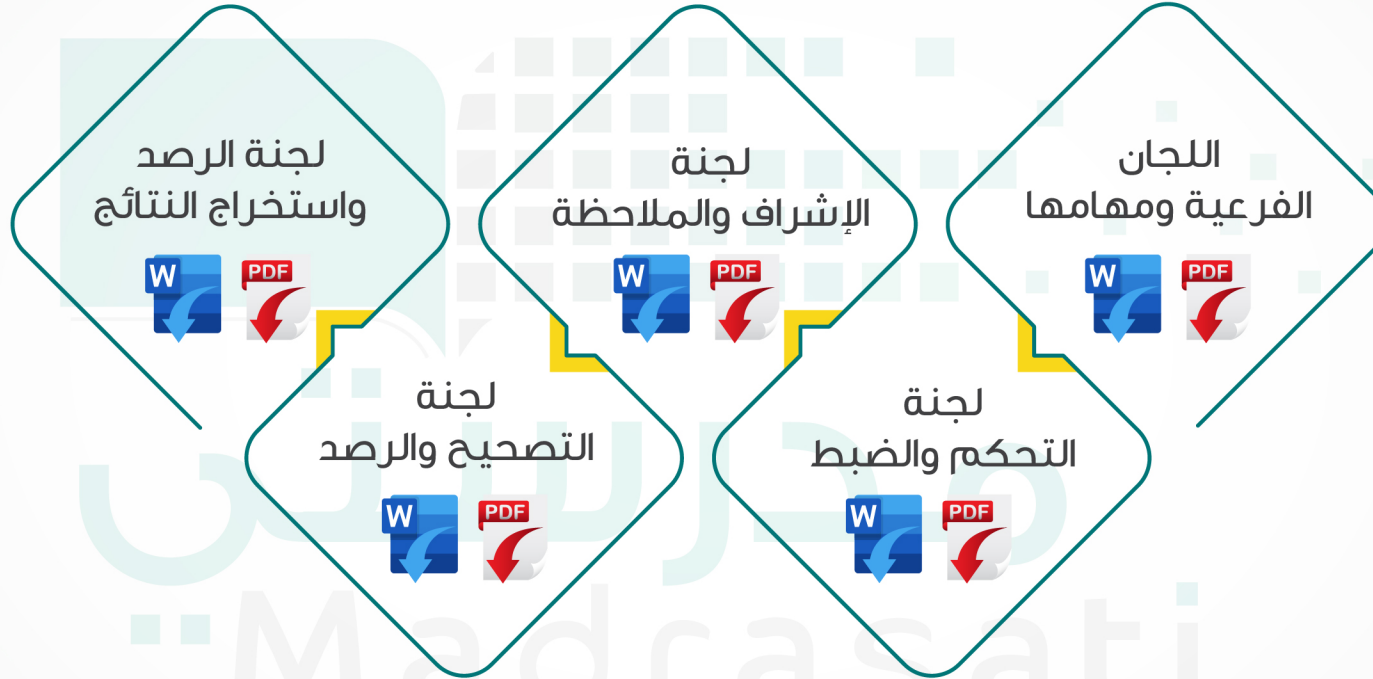 اللجان
الفرعية ومهامها
W PDF
لجنة
التحكم والضبط
W PDF
لجنة
الإشراف والملاحظة
W PDF
لجنة
التصحيح والرصد
W PDF
لجنة الرصد
واستخراج النتائج
W PDF
مدرستي
Madrasati